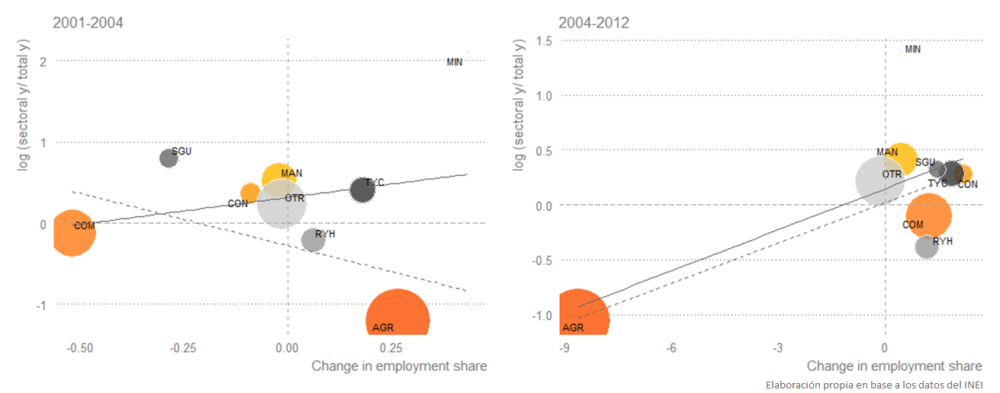 2001-2004
log (sectoral y/ total y)
2
1
0
-1
MIN
SGU
MAN
TYC
CON
OTR
COM
RYH
AGR
-0.50 -0.25 0.00 0.25
Change in employment share
2004-2012
log (sectoral y/ total y)
1.5
1.0
0.5
0.0
-0.5
-1.0
MIN
MAN
SGU
OTR
TYC
CON
COM
RYH
AGR
-9 -6 -3 0
Change in employment share
Elaboración propia en base a los datos del INEI